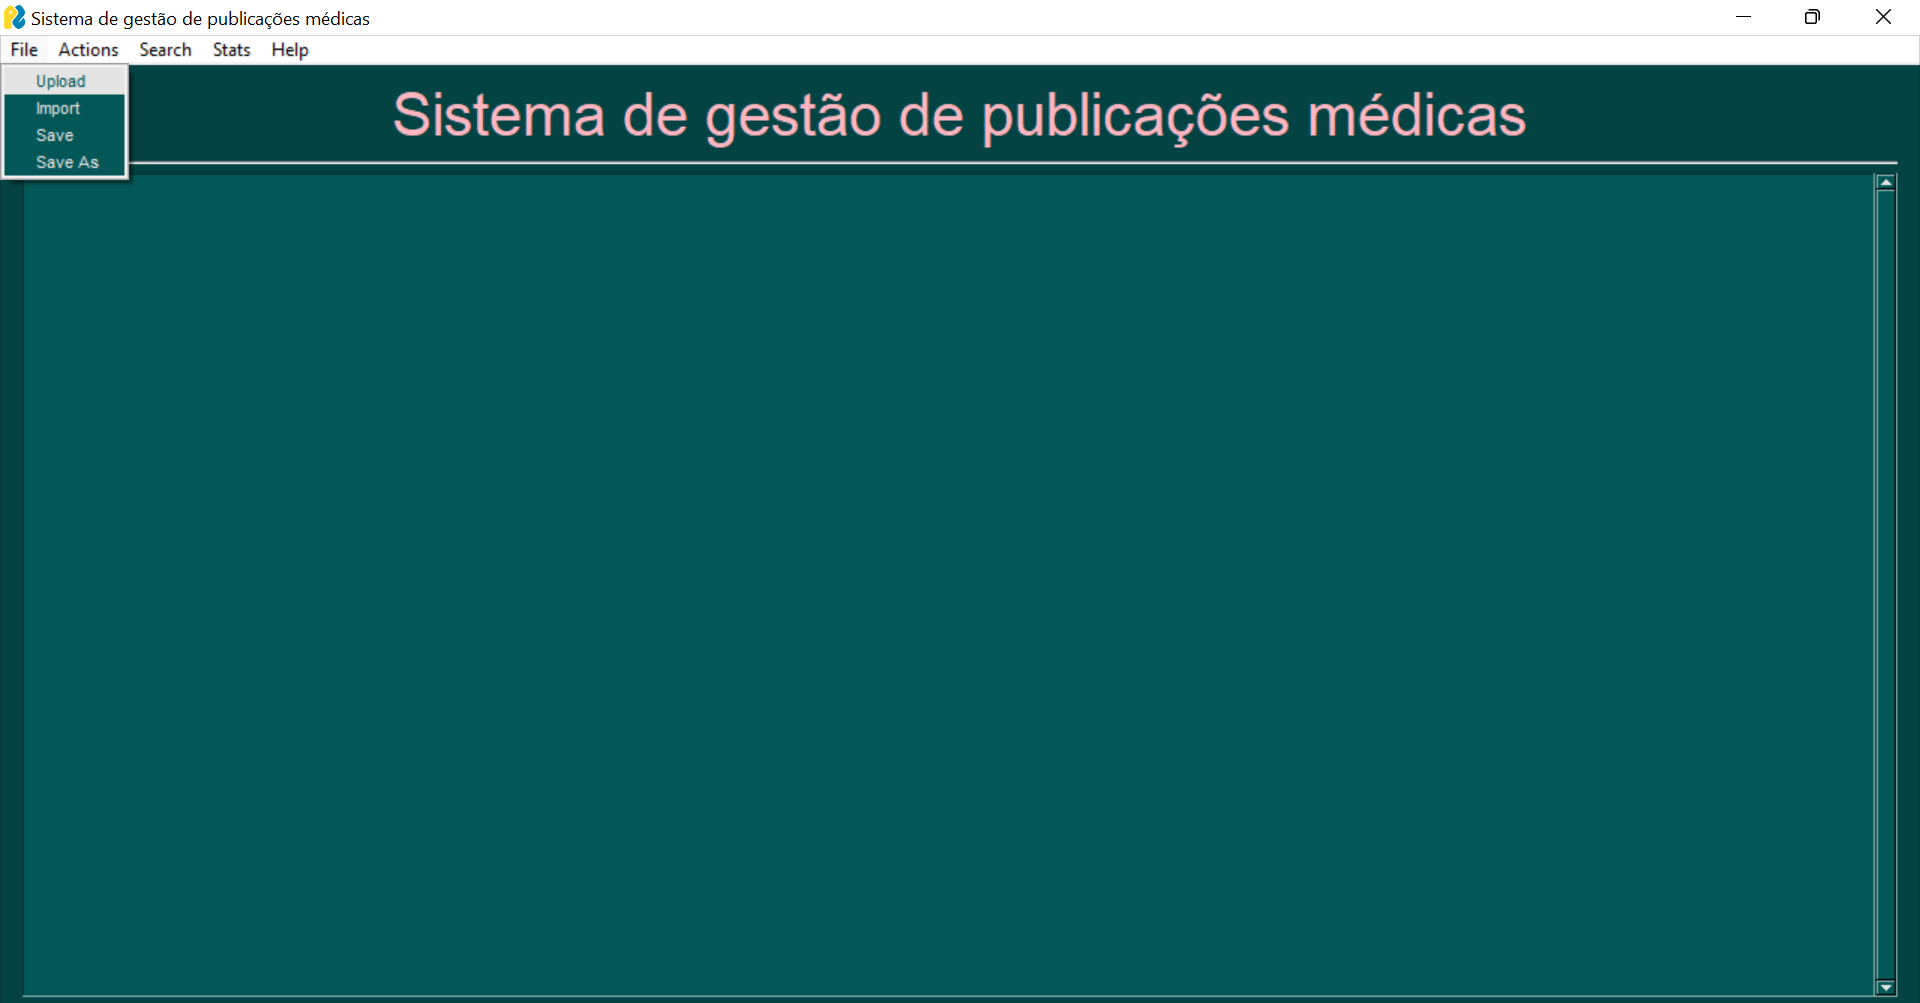 Sistema de gestão de publicações médicas
File Actions Search Stats Help
Upload
Import
Save
Save As
Sistema de gestão de publicações médicas